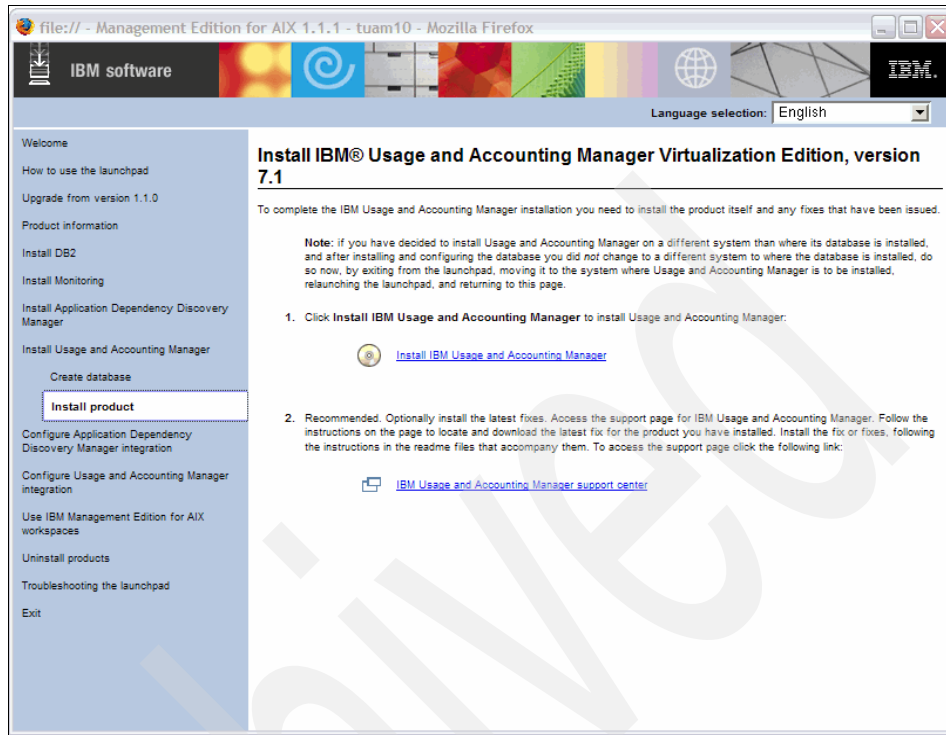 file:// - Management Edition for AIX 1.1.1 - tuam10 - Mozilla Firefox
IBM software
IBM.
Language selection: English
Welcome
How to use the launchpad
Upgrade from version 1.1.0
Product information
Install DB2
Install Monitoring
Install Application Dependency Discovery
Manager
Install Usage and Accounting Manager
Create database
Install product
Configure Application Dependency
Discovery Manager integration
Configure Usage and Accounting Manager
integration
Use IBM Management Edition for AIX
workspaces
Uninstall products
Troubleshooting the launchpad
Exit
Install IBM® Usage and Accounting Manager Virtualization Edition, version
7.1
To complete the IBM Usage and Accounting Manager installation you need to install the product itself and any fixes that have been issued.
Note: if you have decided to install Usage and Accounting Manager on a different system than where its database is installed,
and after installing and configuring the database you did not change to a different system to where the database is installed, do
so now, by exiting from the launchpad, moving it to the system where Usage and Accounting Manager is to be installed,
relaunching the launchpad, and returning to this page.
1. Click Install IBM Usage and Accounting Manager to install Usage and Accounting Manager:
Install IBM Usage and Accounting Manager
2. Recommended. Optionally install the latest fixes. Access the support page for IBM Usage and Accounting Manager. Follow the
instructions on the page to locate and download the latest fix for the product you have installed. Install the fix or fixes, following
the instructions in the readme files that accompany them. To access the support page click the following link:
IBM Usage and Accounting Manager support center
hived